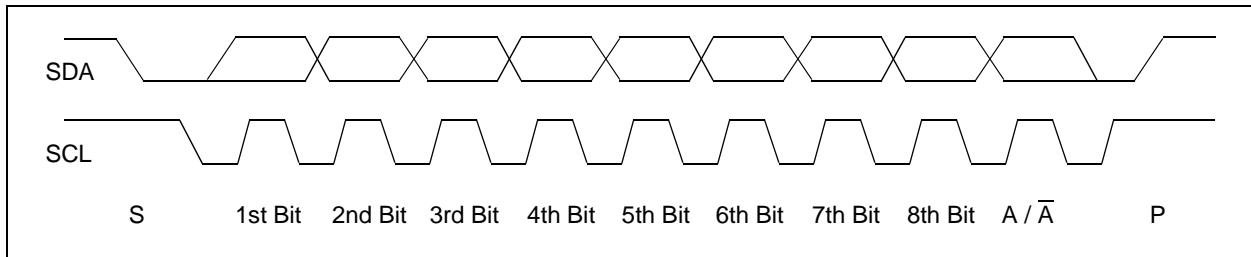 SDA
SCL
S 1st Bit 2nd Bit 3rd Bit 4th Bit 5th Bit 6th Bit 7th Bit 8th Bit A / A̅ P